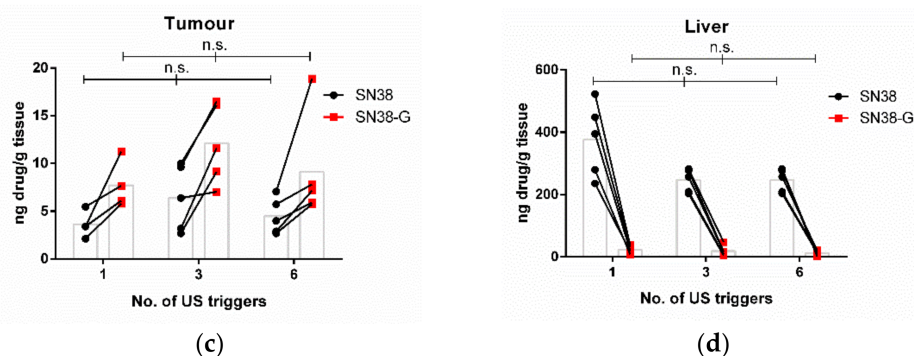 Tumour
n.s.
n.s.
20
15
10
5
0
ng drug/g tissue
SN38
SN38-G
1 3 6
No. of US triggers
(c)
Liver
n.s.
n.s.
600
400
200
0
ng drug/g tissue
SN38
SN38-G
1 3 6
No. of US triggers
(d)